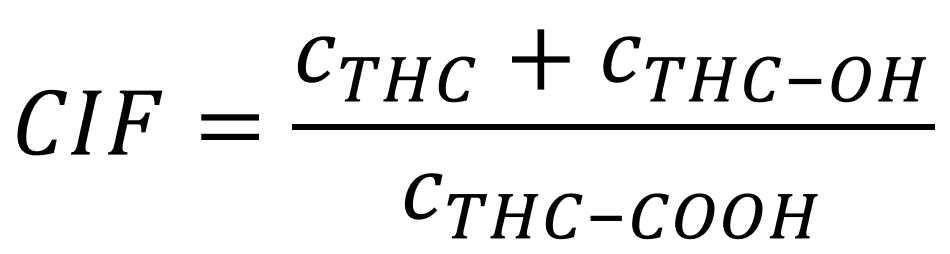 CIF = (c_THC + c_THC−OH) / c_THC−COOH